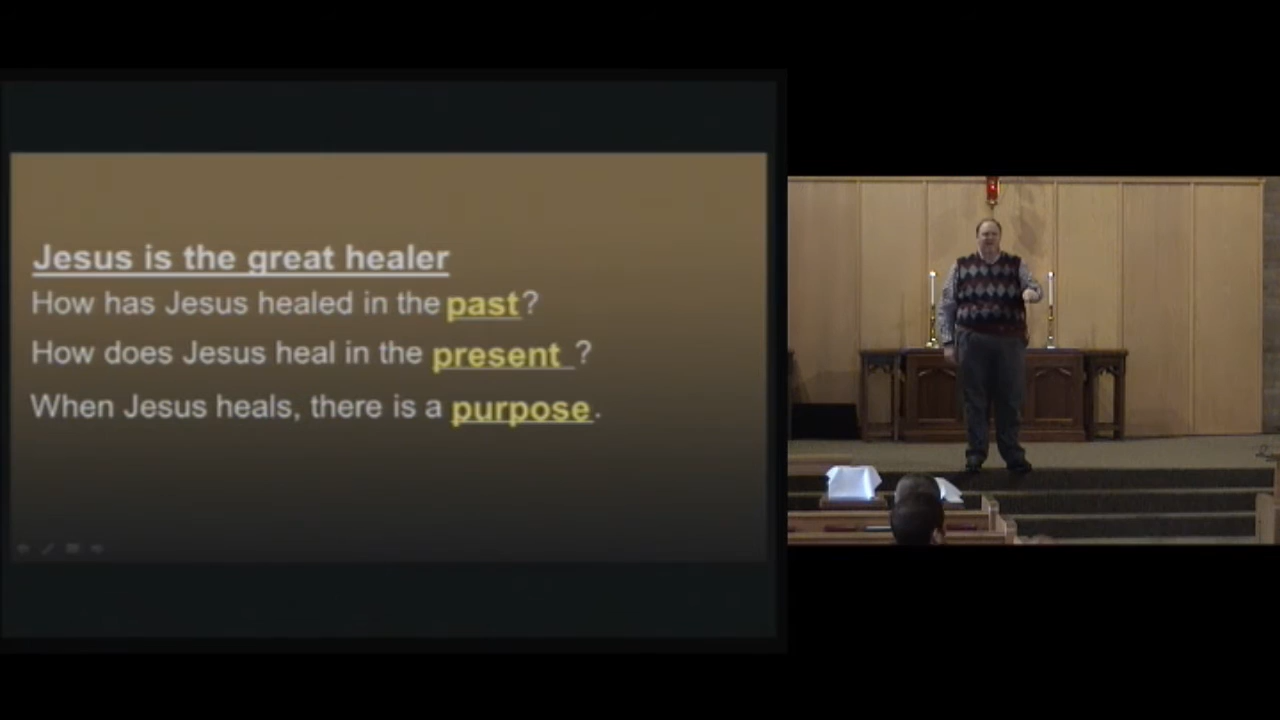 Jesus is the great healer
How has Jesus healed in the past?
How does Jesus heal in the present?
When Jesus heals, there is a purpose.